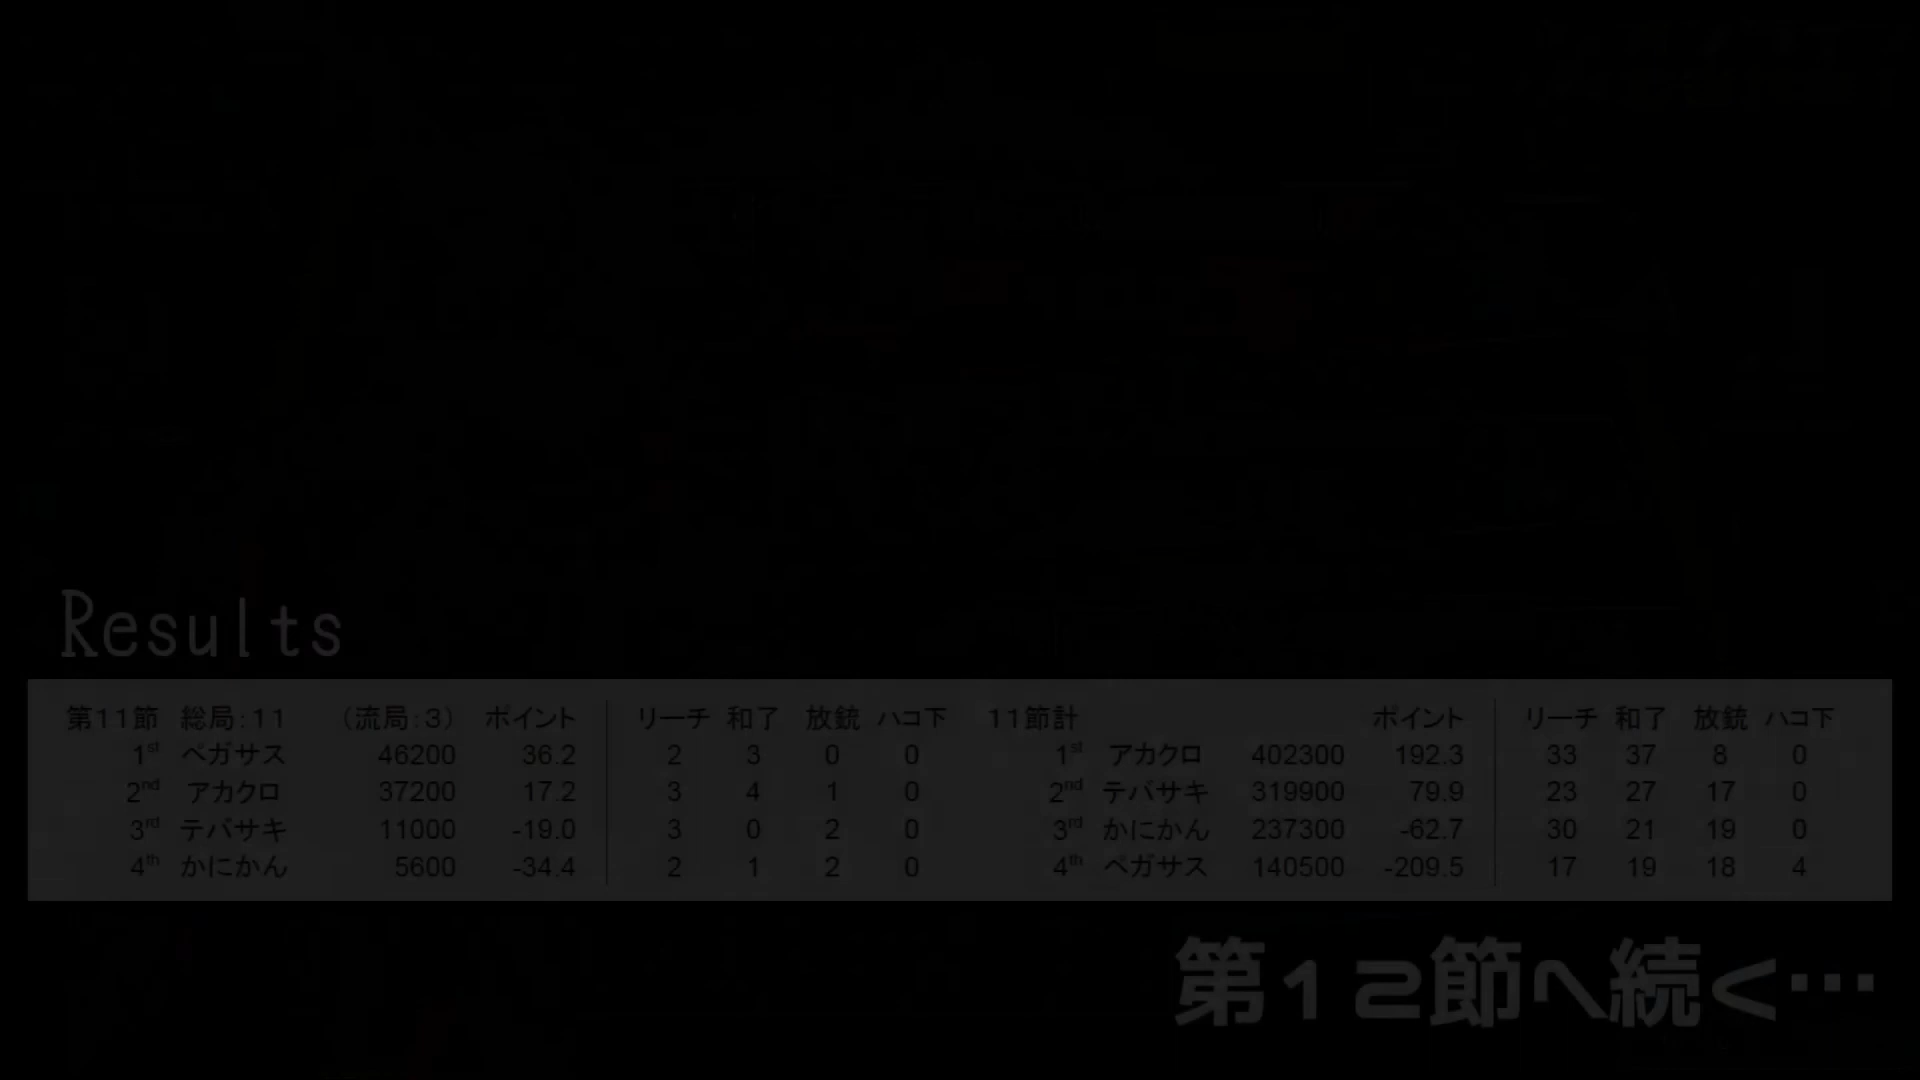 Results
第11節 総局:11 （流局:3） ポイント リーチ 和了 放銃 ハコ下 11節計 ポイント リーチ 和了 放銃 ハコ下
1st ペガサス 46200 36.2 2 3 0 0 1st アカクロ 402300 192.3 33 37 8 0
2nd アカクロ 37200 17.2 3 4 1 0 2nd テバサキ 319900 79.9 23 27 17 0
3rd テバサキ 11000 -19.0 3 0 2 0 3rd かにかん 237300 -62.7 30 21 19 0
4th かにかん 5600 -34.4 2 1 2 0 4th ペガサス 140500 -209.5 17 19 18 4
第12節へ続く…